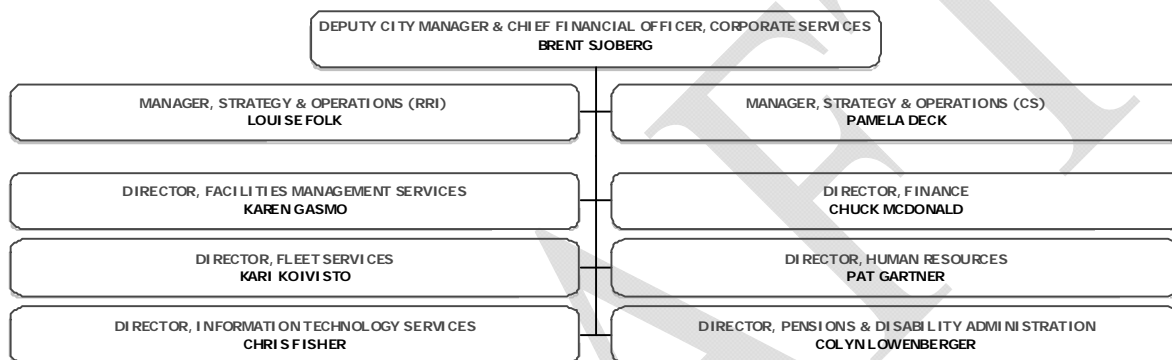 DEPUTY CITY MANAGER & CHIEF FINANCIAL OFFICER, CORPORATE SERVICES
BRENT SJOBERG
MANAGER, STRATEGY & OPERATIONS (RRI)
LOUISE FOLK
MANAGER, STRATEGY & OPERATIONS (CS)
PAMELA DECK
DIRECTOR, FACILITIES MANAGEMENT SERVICES
KAREN GASMO
DIRECTOR, FINANCE
CHUCK MCDONALD
DIRECTOR, FLEET SERVICES
KARI KOIVISTO
DIRECTOR, HUMAN RESOURCES
PAT GARTNER
DIRECTOR, INFORMATION TECHNOLOGY SERVICES
CHRIS FISHER
DIRECTOR, PENSIONS & DISABILITY ADMINISTRATION
COLYN LOWENBERGER